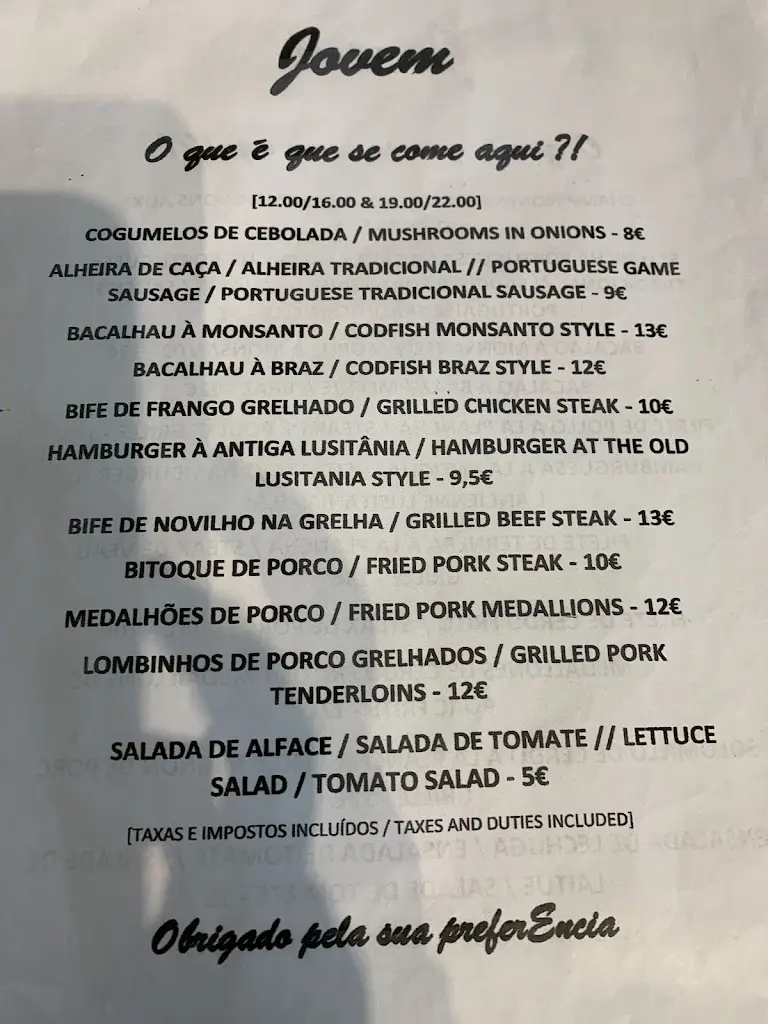 Jovem
O que é que se come aqui ?!
[12.00/16.00 & 19.00/22.00]
COGUMELOS DE CEBOLADA / MUSHROOMS IN ONIONS - 8€
ALHEIRA DE CAÇA / ALHEIRA TRADICIONAL // PORTUGUESE GAME
SAUSAGE / PORTUGUESE TRADICIONAL SAUSAGE - 9€
BACALHAU À MONSANTO / CODFISH MONSANTO STYLE - 13€
BACALHAU À BRAZ / CODFISH BRAZ STYLE - 12€
BIFE DE FRANGO GRELHADO / GRILLED CHICKEN STEAK - 10€
HAMBURGER À ANTIGA LUSITÂNIA / HAMBURGER AT THE OLD
LUSITANIA STYLE - 9,5€
BIFE DE NOVILHO NA GRELHA / GRILLED BEEF STEAK - 13€
BITOQUE DE PORCO / FRIED PORK STEAK - 10€
MEDALHÕES DE PORCO / FRIED PORK MEDALLIONS - 12€
LOMBINHOS DE PORCO GRELHADOS / GRILLED PORK
TENDERLOINS - 12€
SALADA DE ALFACE / SALADA DE TOMATE // LETTUCE
SALAD / TOMATO SALAD - 5€
[TAXAS E IMPOSTOS INCLUÍDOS / TAXES AND DUTIES INCLUDED]
Obrigado pela sua preferEncia